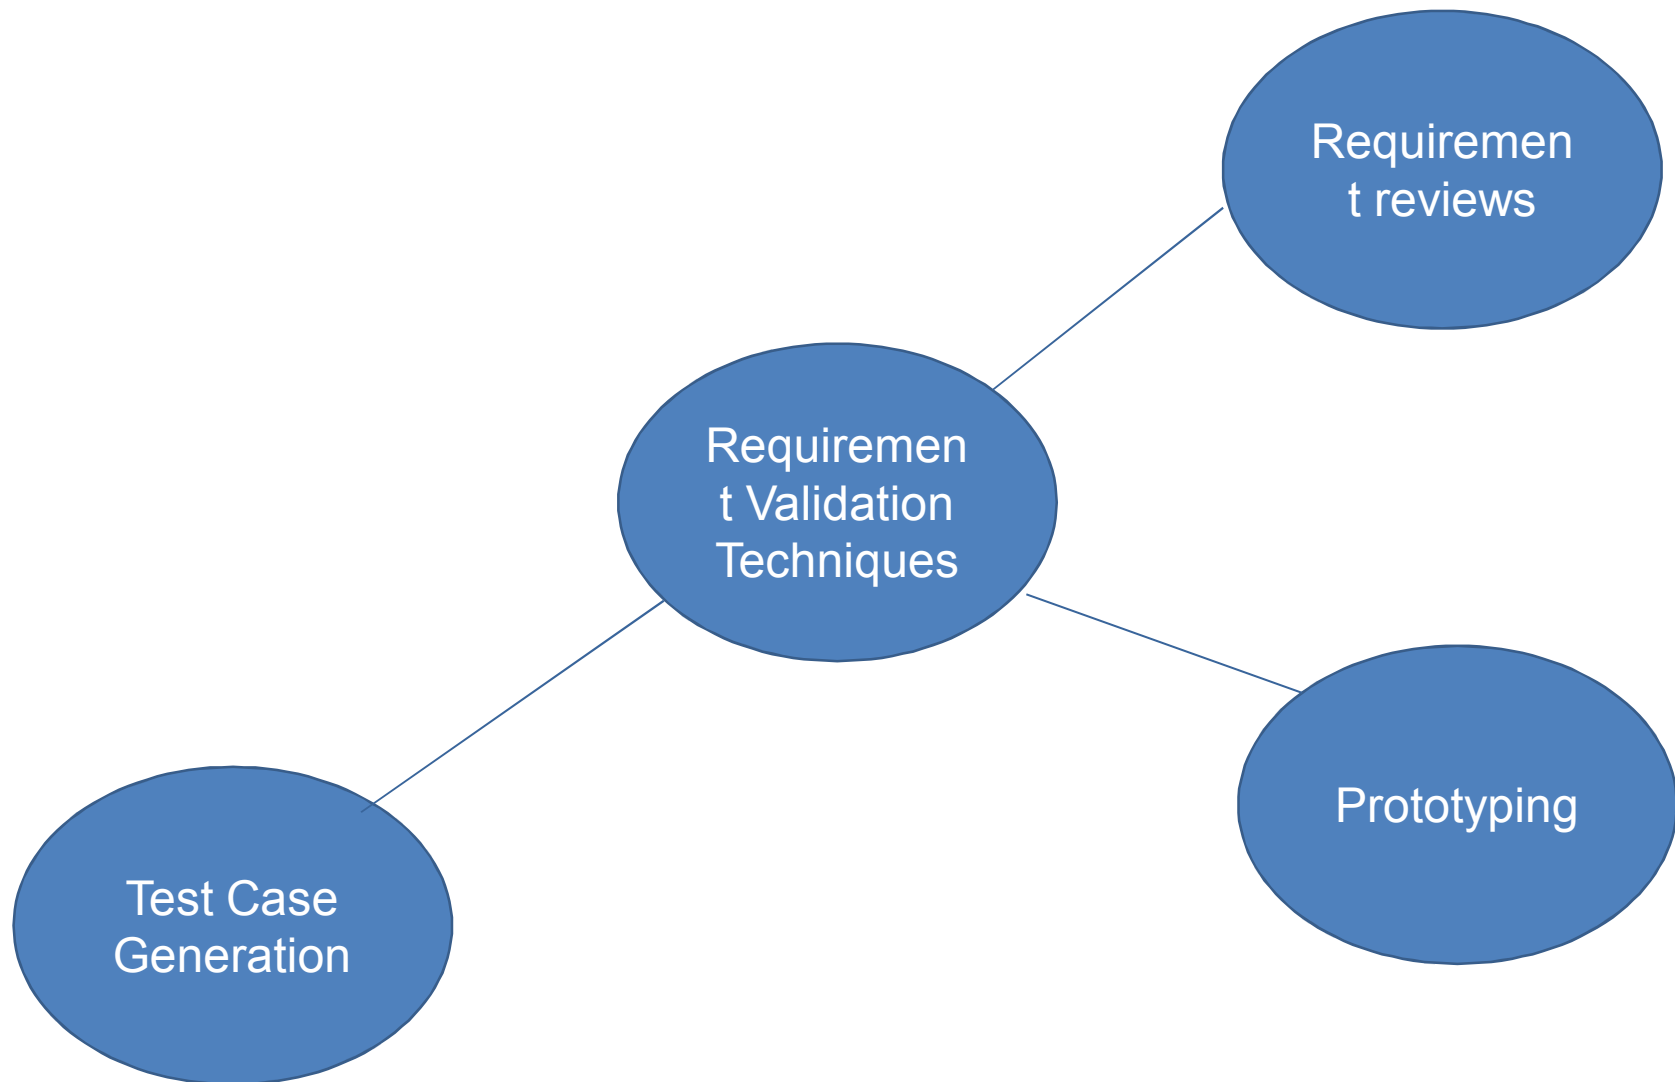 Requiremen
t reviews
Requiremen
t Validation
Techniques
Prototyping
Test Case
Generation